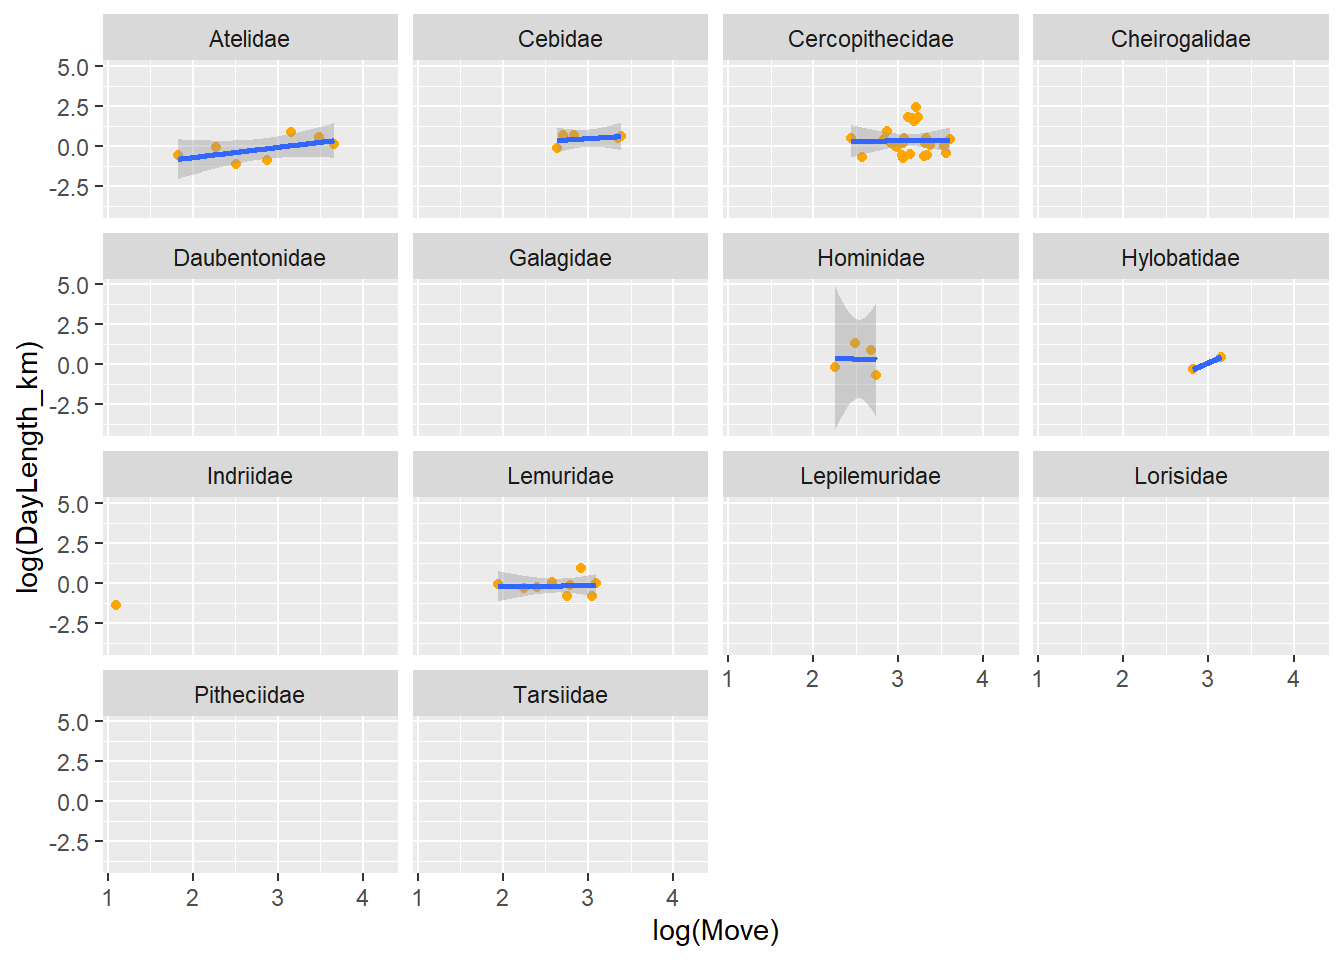 Atelidae Cebidae Cercopithecidae Cheirogalidae
5.0
2.5
0.0
-2.5
Daubentonidae Galagidae Hominidae Hylobatidae
5.0
2.5
0.0
-2.5
log(DayLength_km)
Indriidae Lemuridae Lepilemuridae Lorisidae
5.0
2.5
0.0
-2.5
1 2 3 4 1 2 3 4
Pitheciidae Tarsiidae
5.0
2.5
0.0
-2.5
1 2 3 4 1 2 3 4
log(Move)